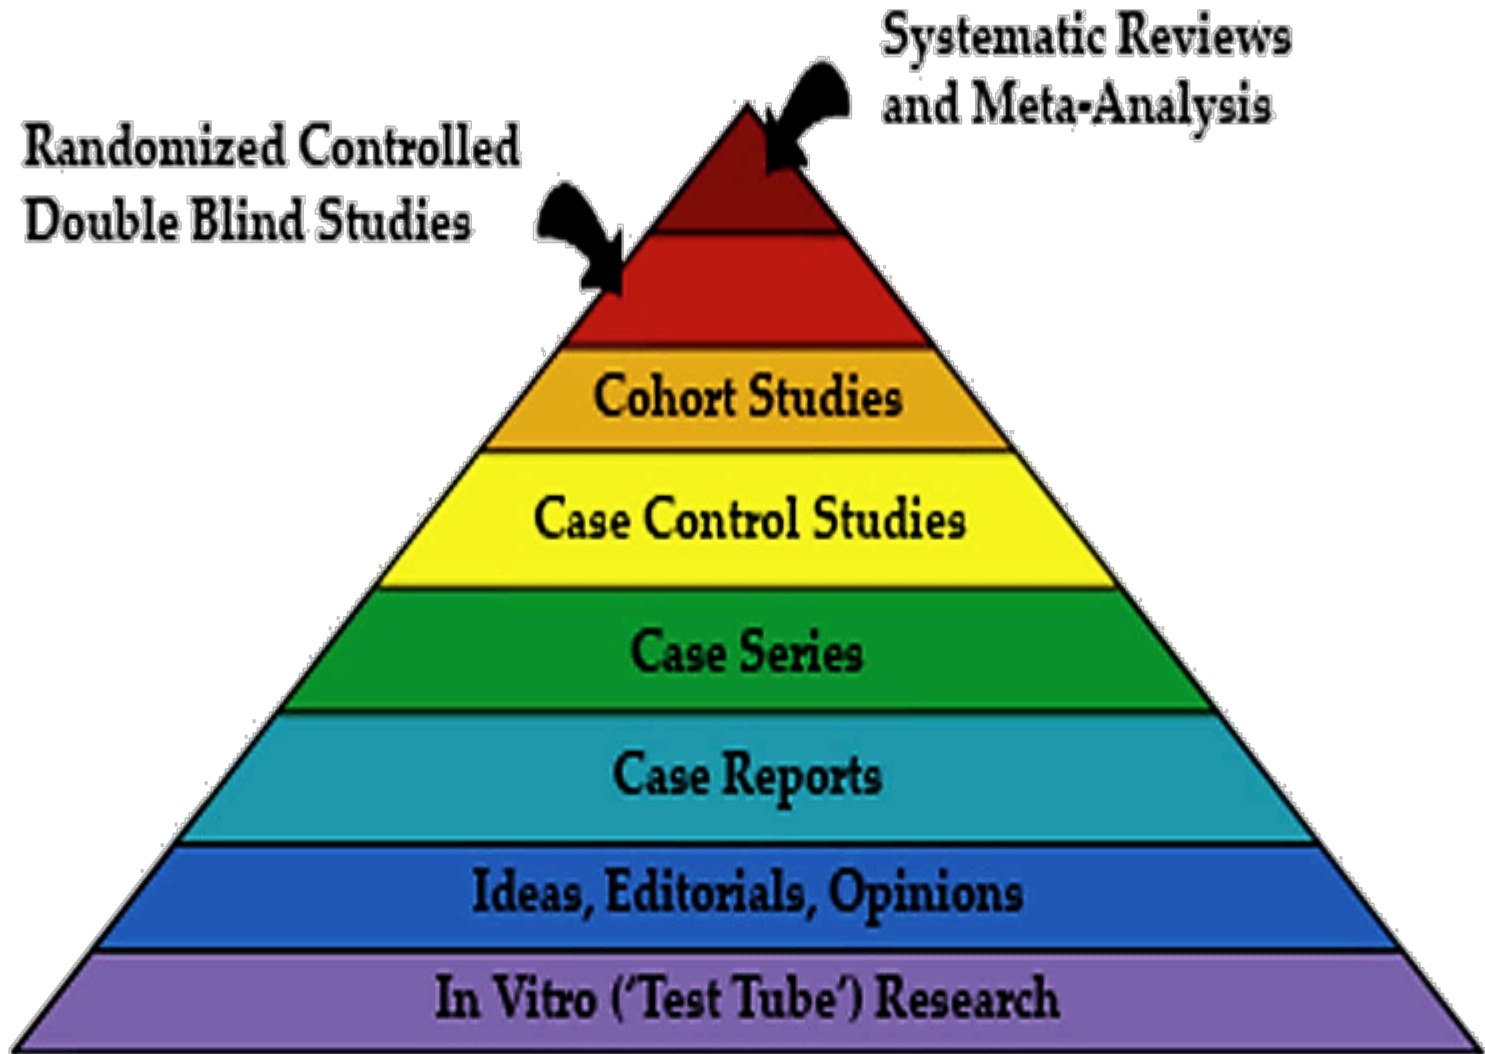 Systematic Reviews
and Meta-Analysis
Randomized Controlled
Double Blind Studies
Cohort Studies
Case Control Studies
Case Series
Case Reports
Ideas, Editorials, Opinions
In Vitro (‘Test Tube’) Research